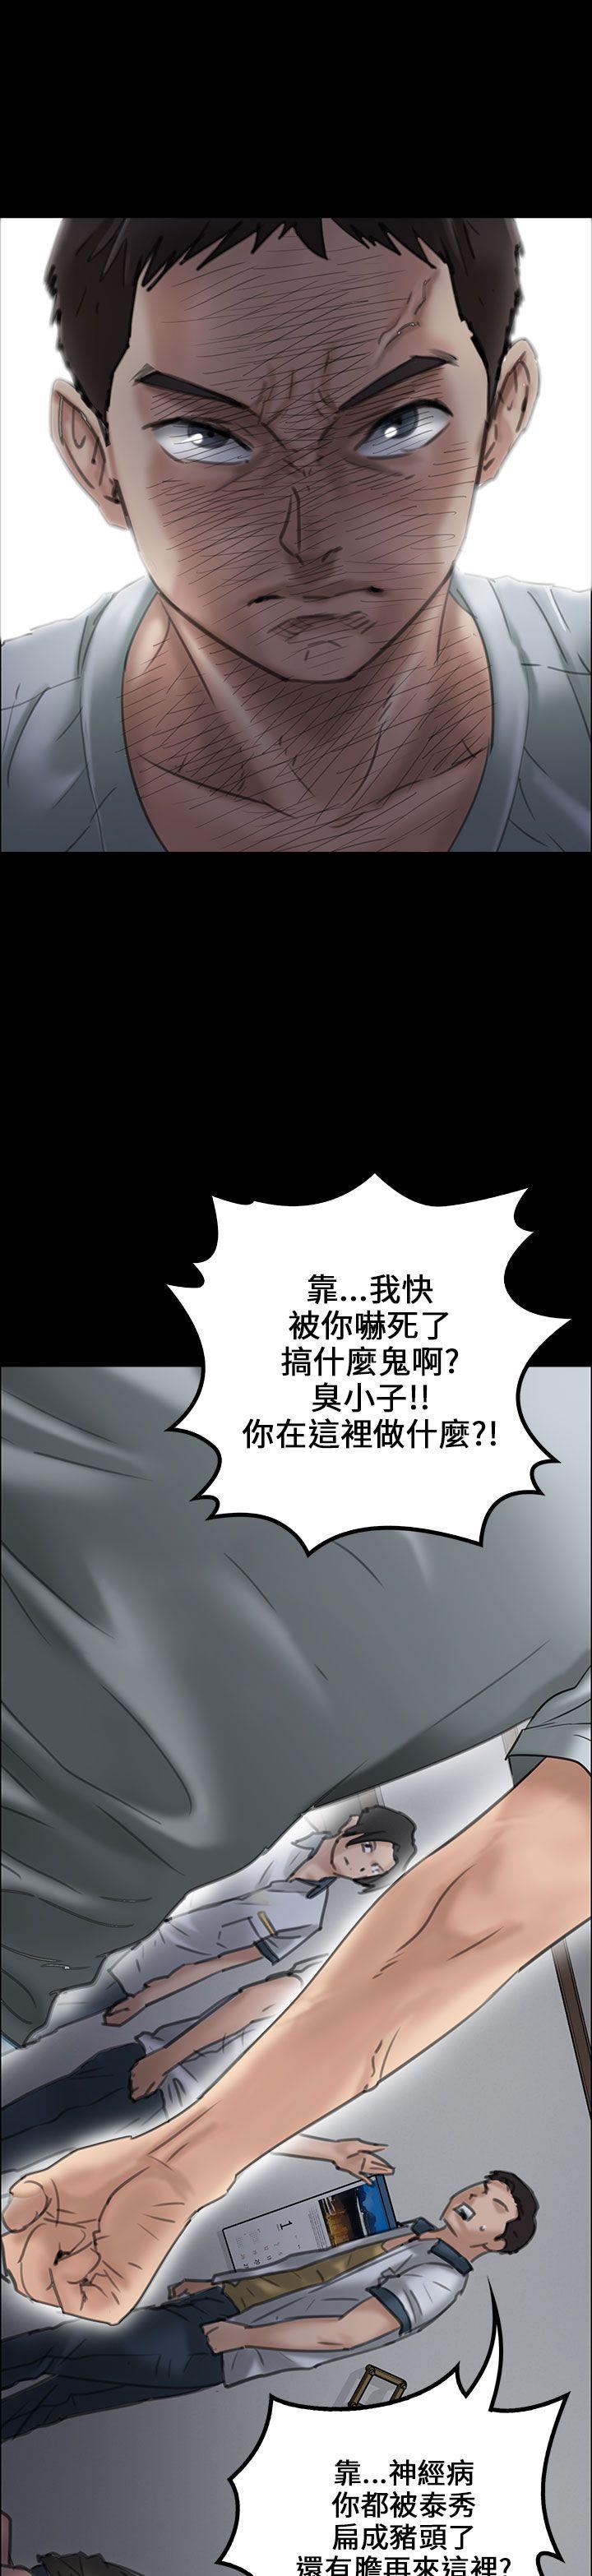 靠...我快
被你嚇死了
搞什麼鬼啊?
臭小子!!
你在這裡做什麼?!
1
靠...神經病
你都被泰秀
扁成豬頭了
還有膽再來這裡?